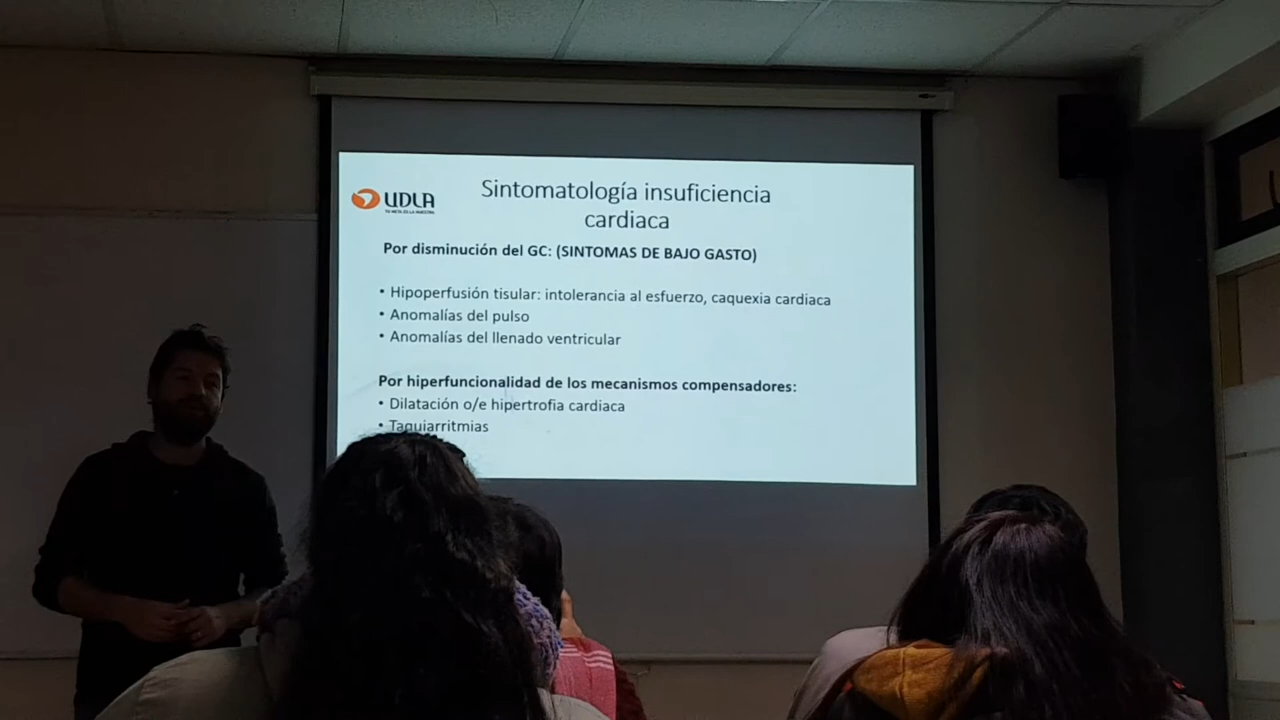 UDLA
Sintomatología insuficiencia
cardiaca
Por disminución del GC: (SINTOMAS DE BAJO GASTO)
• Hipoperfusión tisular: intolerancia al esfuerzo, caquexia cardiaca
• Anomalías del pulso
• Anomalías del llenado ventricular
Por hiperfuncionalidad de los mecanismos compensadores:
• Dilatación o/e hipertrofia cardiaca
• Taquiarritmias